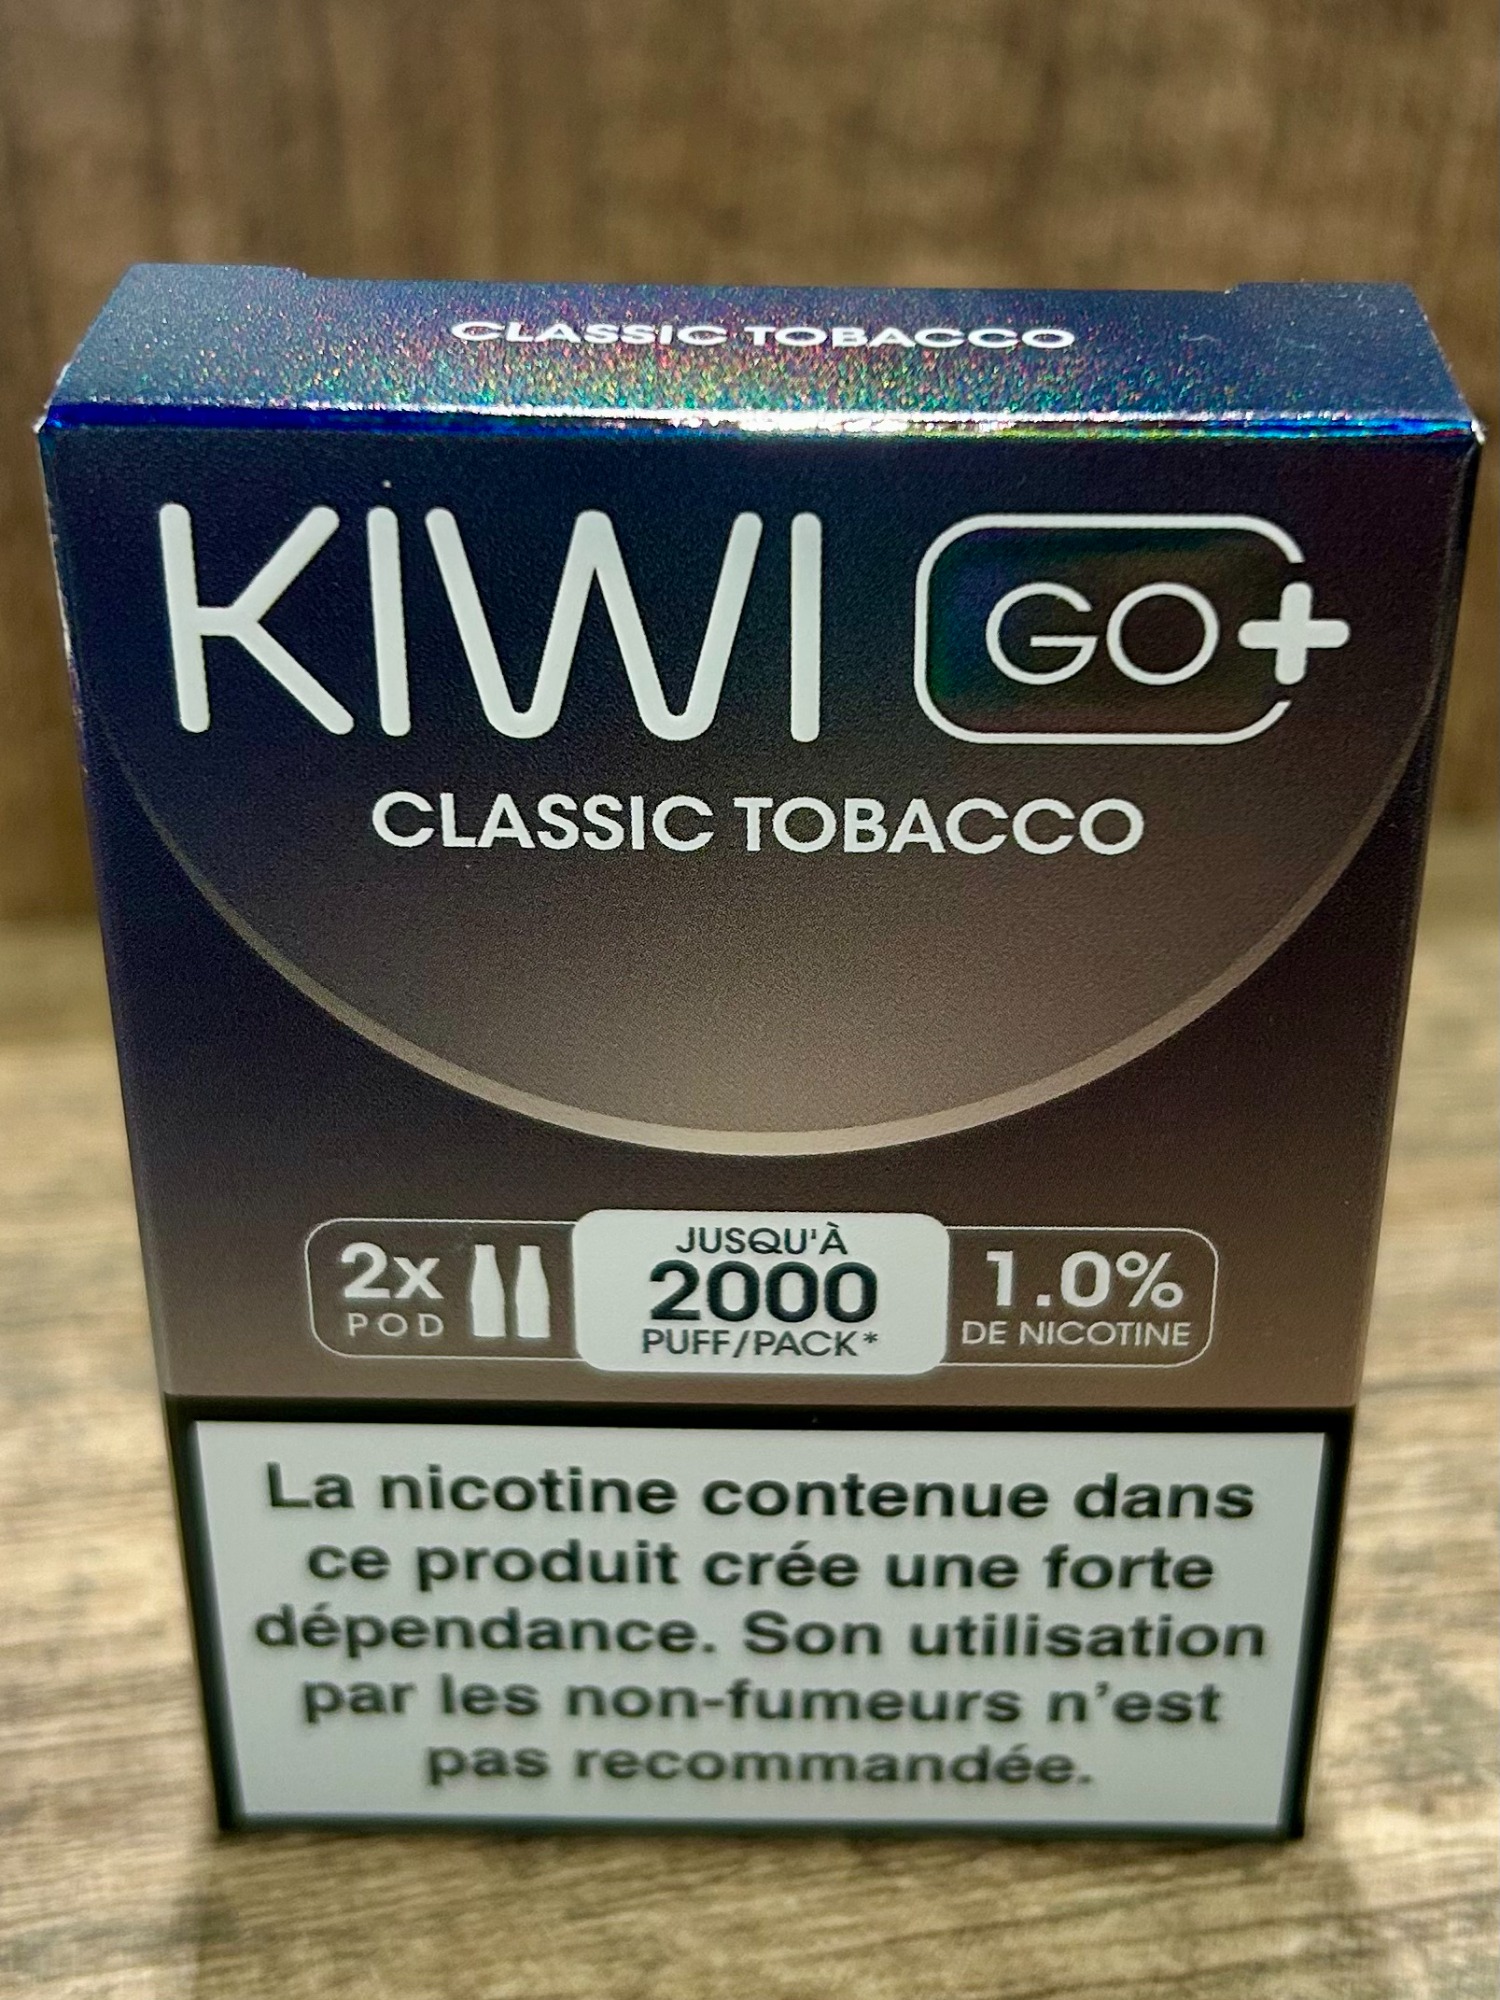 CLASSIC TOBACCO
KIWI GO+
CLASSIC TOBACCO
2x
POD
JUSQU'À
2000
PUFF/PACK*
1.0%
DE NICOTINE
La nicotine contenue dans
ce produit crée une forte
dépendance. Son utilisation
par les non-fumeurs n’est
pas recommandée.